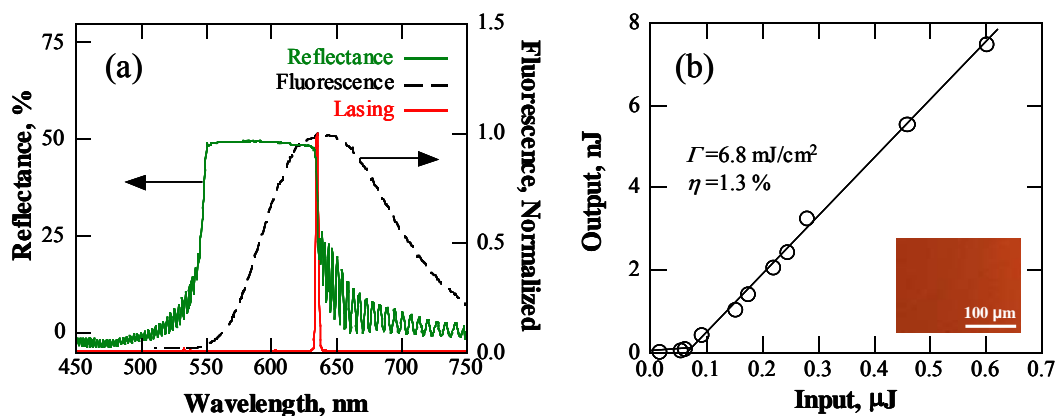 (a)
Reflectance
Fluorescence
Lasing
75
50
25
0
Reflectance, %
1.5
1.0
0.5
0.0
Fluorescence, Normalized
450 500 550 600 650 700 750
Wavelength, nm
(b)
8
6
4
2
0
Output, nJ
Γ=6.8 mJ/cm²
η=1.3 %
100 µm
0.0 0.1 0.2 0.3 0.4 0.5 0.6 0.7
Input, µJ